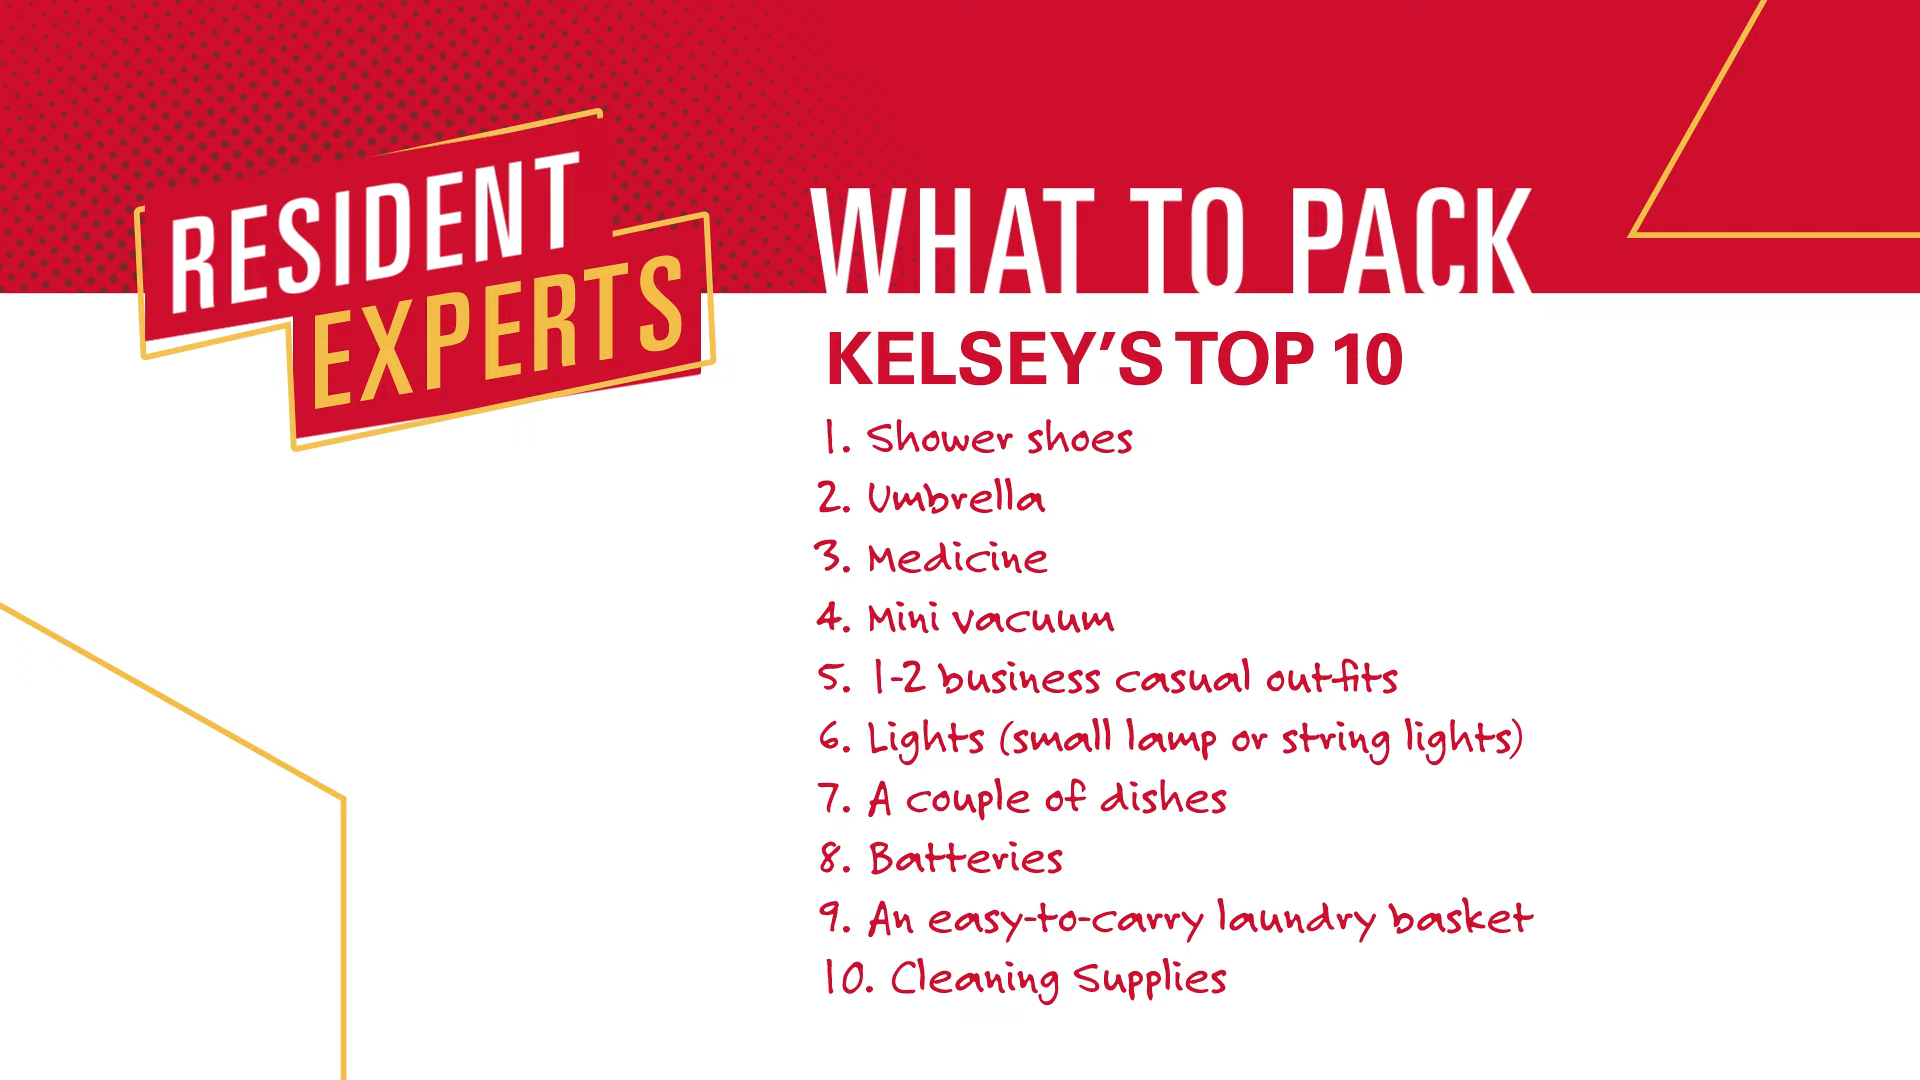 RESIDENT
EXPERTS
WHAT TO PACK
KELSEY’S TOP 10
1. Shower shoes
2. Umbrella
3. Medicine
4. Mini vacuum
5. 1-2 business casual outfits
6. Lights (small lamp or string lights)
7. A couple of dishes
8. Batteries
9. An easy-to-carry laundry basket
10. Cleaning Supplies